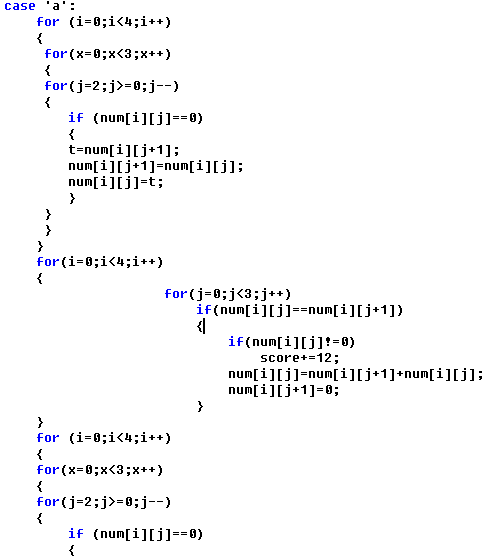 case 'a':
for (i=0;i<4;i++)
{
for(x=0;x<3;x++)
{
for(j=2;j>=0;j--)
{
if (num[i][j]==0)
{
t=num[i][j+1];
num[i][j+1]=num[i][j];
num[i][j]=t;
}
}
}
}
for(i=0;i<4;i++)
{
for(j=0;j<3;j++)
if(num[i][j]==num[i][j+1])
{
if(num[i][j]!=0)
score+=12;
num[i][j]=num[i][j+1]+num[i][j];
num[i][j+1]=0;
}
}
for (i=0;i<4;i++)
{
for(x=0;x<3;x++)
{
for(j=2;j>=0;j--)
{
if (num[i][j]==0)
{